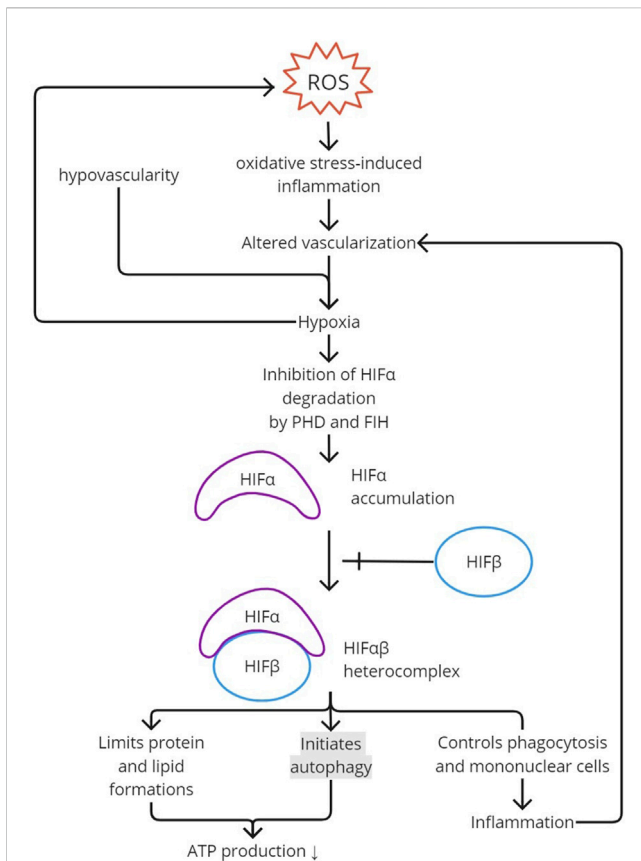 ROS
oxidative stress-induced
inflammation
hypovascularity
Altered vascularization
Hypoxia
Inhibition of HIFα
degradation
by PHD and FIH
HIFα
HIFα
accumulation
HIFβ
HIFα
HIFβ
HIFαβ
heterocomplex
Limits protein
and lipid
formations
Initiates
autophagy
Controls phagocytosis
and mononuclear cells
Inflammation
ATP production ↓